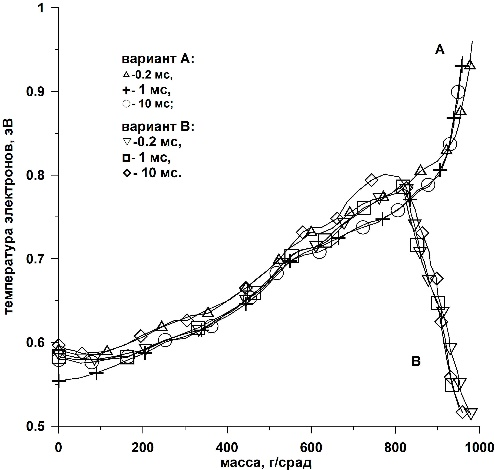 температура электронов, эВ
1
0.9
0.8
0.7
0.6
0.5
вариант А:
-0.2 мс,
- 1 мс,
- 10 мс;
вариант В:
-0.2 мс,
- 1 мс,
- 10 мс.
А
В
0
200
400
600
800
1000
масса, г/срад